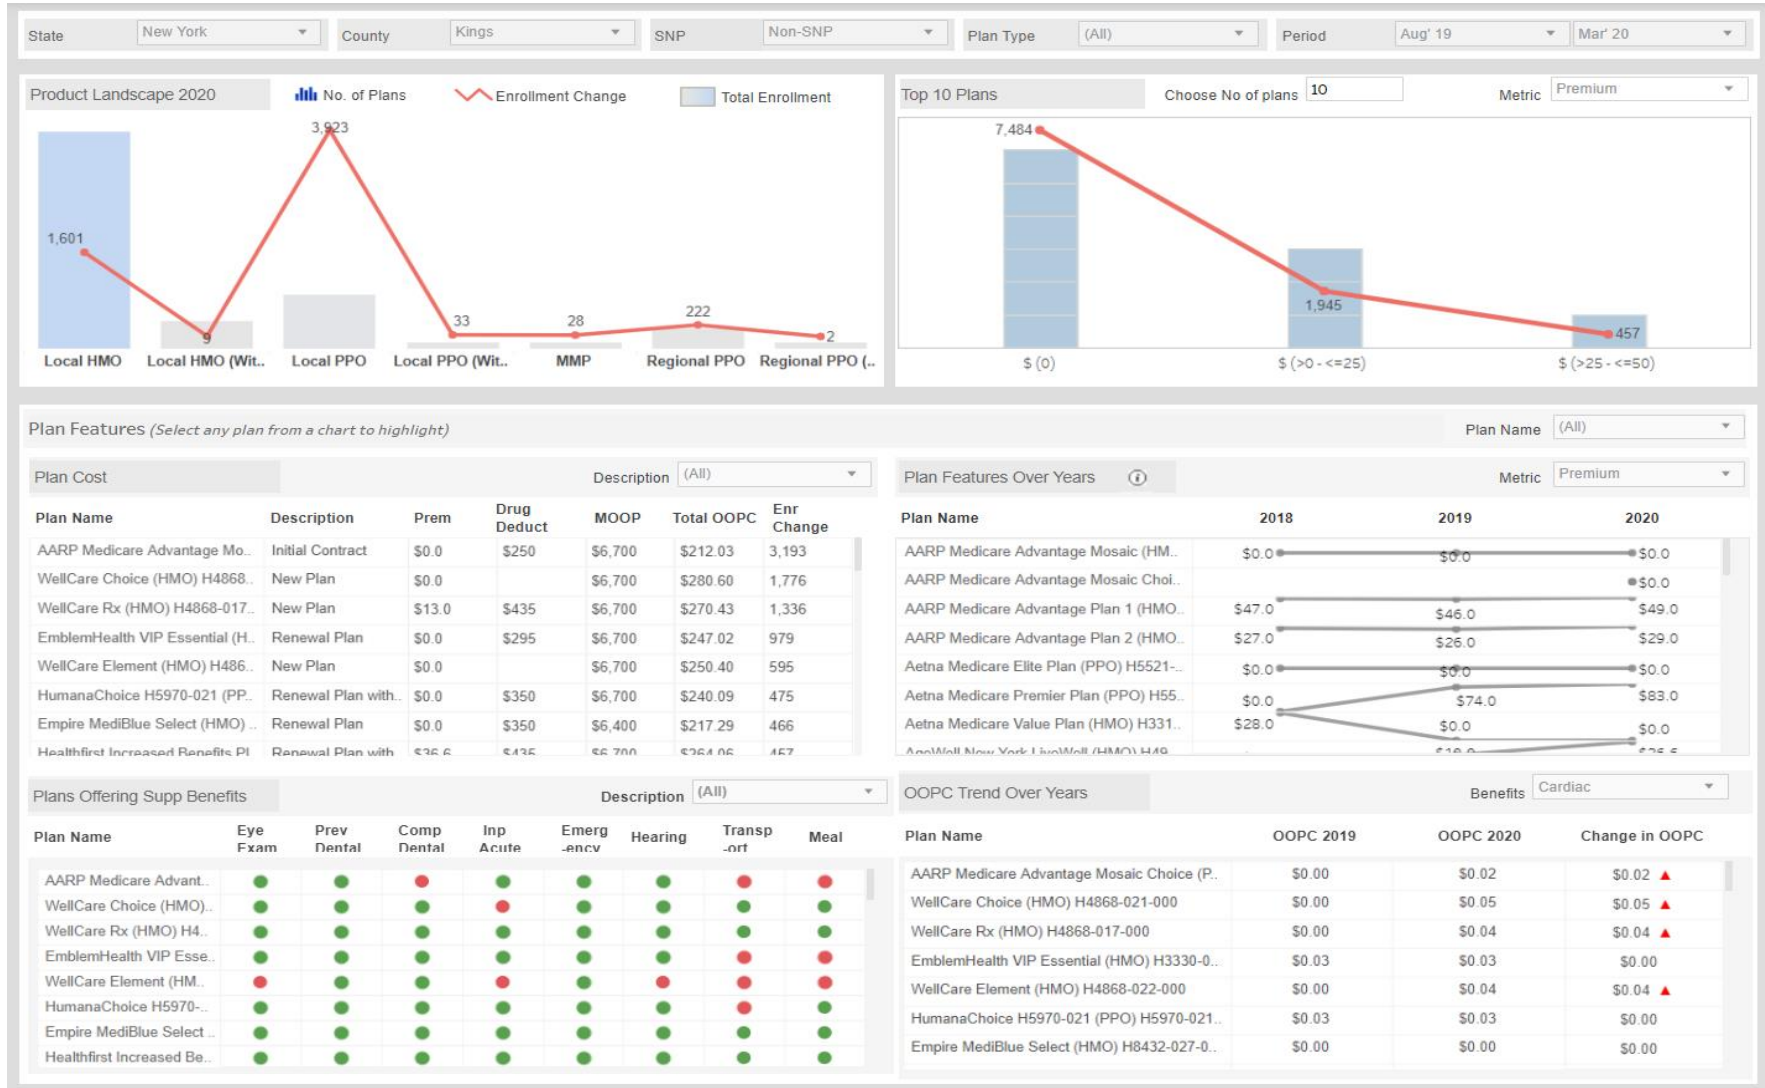 State New York County Kings SNP Non-SNP Plan Type (All) Period Aug' 19 Mar' 20
Product Landscape 2020 No. of Plans Enrollment Change Total Enrollment
3,923
1,601
9
33
28
222
2
Local HMO Local HMO (Wit.. Local PPO Local PPO (Wit.. MMP Regional PPO Regional PPO (..
Top 10 Plans Choose No of plans 10 Metric Premium
7,484
1,945
457
$ (0) $ (>0 - <=25) $ (>25 - <=50)
Plan Features (Select any plan from a chart to highlight) Plan Name (All)
Plan Cost Description (All)
Plan Name Description Prem Drug Deduct MOOP Total OOPC Enr Change
AARP Medicare Advantage Mo.. Initial Contract $0.0 $250 $6,700 $212.03 3,193
WellCare Choice (HMO) H4868.. New Plan $0.0 $6,700 $280.60 1,776
WellCare Rx (HMO) H4868-017.. New Plan $13.0 $435 $6,700 $270.43 1,336
EmblemHealth VIP Essential (H.. Renewal Plan $0.0 $295 $6,700 $247.02 979
WellCare Element (HMO) H486.. New Plan $0.0 $6,700 $250.40 595
HumanaChoice H5970-021 (PP.. Renewal Plan with.. $0.0 $350 $6,700 $240.09 475
Empire MediBlue Select (HMO) .. Renewal Plan $0.0 $350 $6,400 $217.29 466
Healthfirst Increased Benefits Pl Renewal Plan with $36.6 $435 $6,700 $264.06 457
Plan Features Over Years i Metric Premium
Plan Name 2018 2019 2020
AARP Medicare Advantage Mosaic (HM.. $0.0 $0.0 $0.0
AARP Medicare Advantage Mosaic Choi.. $0.0
AARP Medicare Advantage Plan 1 (HMO.. $47.0 $46.0 $49.0
AARP Medicare Advantage Plan 2 (HMO.. $27.0 $26.0 $29.0
Aetna Medicare Elite Plan (PPO) H5521-.. $0.0 $0.0 $0.0
Aetna Medicare Premier Plan (PPO) H55.. $0.0 $74.0 $83.0
Aetna Medicare Value Plan (HMO) H331.. $28.0 $0.0 $0.0
AgeWell New York LiveWell (HMO) H49
Plans Offering Supp Benefits Description (All)
Plan Name Eye Exam Prev Dental Comp Dental Inp Acute Emerg -ency Hearing Transp -ort Meal
AARP Medicare Advant..
WellCare Choice (HMO)..
WellCare Rx (HMO) H4..
EmblemHealth VIP Esse..
WellCare Element (HM..
HumanaChoice H5970-..
Empire MediBlue Select ..
Healthfirst Increased Be..
OOPC Trend Over Years Benefits Cardiac
Plan Name OOPC 2019 OOPC 2020 Change in OOPC
AARP Medicare Advantage Mosaic Choice (P.. $0.00 $0.02 $0.02 ▲
WellCare Choice (HMO) H4868-021-000 $0.00 $0.05 $0.05 ▲
WellCare Rx (HMO) H4868-017-000 $0.00 $0.04 $0.04 ▲
EmblemHealth VIP Essential (HMO) H3330-0.. $0.03 $0.03 $0.00
WellCare Element (HMO) H4868-022-000 $0.00 $0.04 $0.04 ▲
HumanaChoice H5970-021 (PPO) H5970-021.. $0.03 $0.03 $0.00
Empire MediBlue Select (HMO) H8432-027-0.. $0.00 $0.00 $0.00